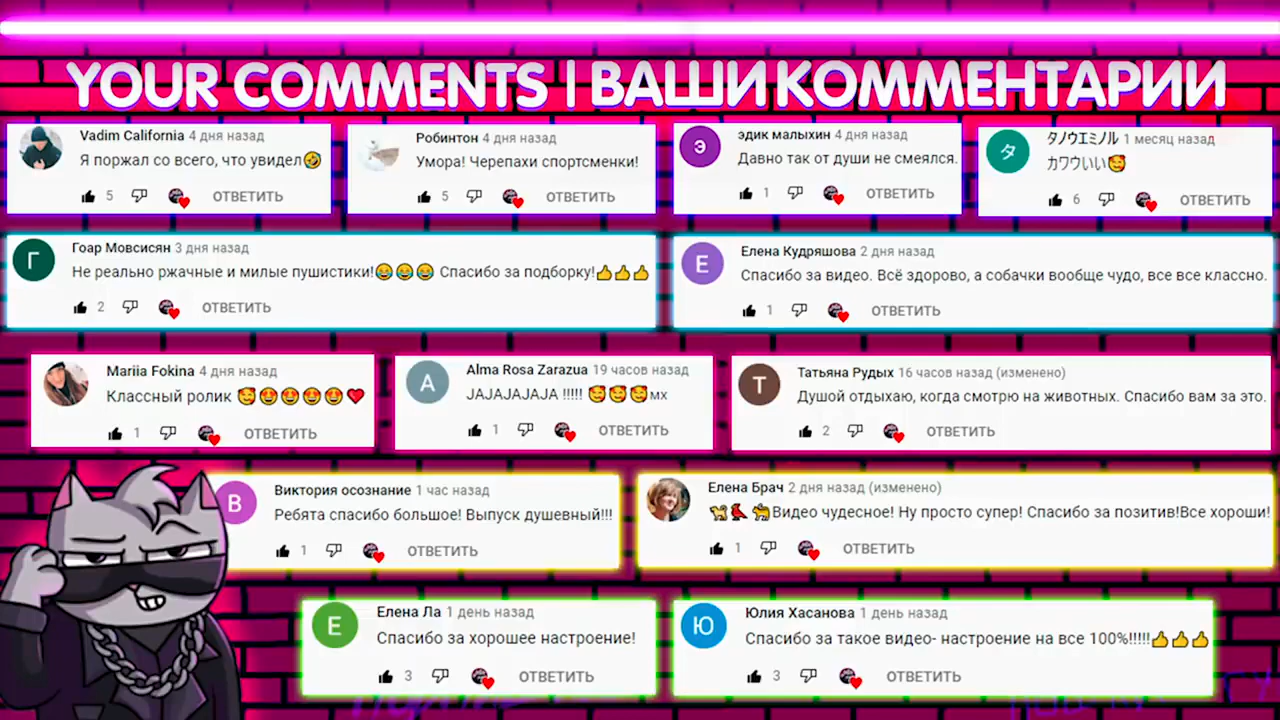 YOUR COMMENTS | ВАШИ КОММЕНТАРИИ
Vadim California 4 дня назад
Я поржал со всего, что увидел🤣
5 ОТВЕТИТЬ
Робинтон 4 дня назад
Умора! Черепахи спортсменки!
5 ОТВЕТИТЬ
Э
эдик малыхин 4 дня назад
Давно так от души не смеялся.
1 ОТВЕТИТЬ
タ
タノウエミノル 1 месяц назад
カワウいい🥰
6 ОТВЕТИТЬ
Г
Гоар Мовсисян 3 дня назад
Не реально ржачные и милые пушистики!😂😂😂 Спасибо за подборку!👍👍👍
2 ОТВЕТИТЬ
Е
Елена Кудряшова 2 дня назад
Спасибо за видео. Всё здорово, а собачки вообще чудо, все все классно.
1 ОТВЕТИТЬ
Mariia Fokina 4 дня назад
Классный ролик 🥰🤩🤩🤩🤩❤️
1 ОТВЕТИТЬ
A
Alma Rosa Zarazua 19 часов назад
JAJAJAJAJA !!!!! 🥰🥰🥰мх
1 ОТВЕТИТЬ
Т
Татьяна Рудых 16 часов назад (изменено)
Душой отдыхаю, когда смотрю на животных. Спасибо вам за это.
2 ОТВЕТИТЬ
В
Виктория осознание 1 час назад
Ребята спасибо большое! Выпуск душевный!!!
1 ОТВЕТИТЬ
Елена Брач 2 дня назад (изменено)
🐕🐦🐈Видео чудесное! Ну просто супер! Спасибо за позитив!Все хороши!
1 ОТВЕТИТЬ
Е
Елена Ла 1 день назад
Спасибо за хорошее настроение!
3 ОТВЕТИТЬ
Ю
Юлия Хасанова 1 день назад
Спасибо за такое видео- настроение на все 100%!!!!!👍👍👍
3 ОТВЕТИТЬ